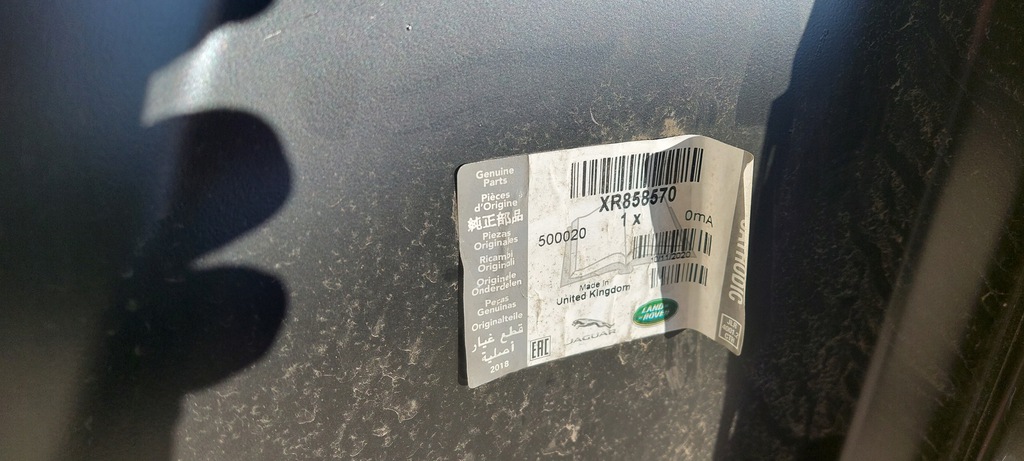 Genuine
Parts
Pièces
d'Origine
純正部品
Piezas
Originales
Ricambi
Originali
Originele
Onderdelen
Peças
Genuinas
Originalteile
قطع غيار
أصلية
2018
XR858570
1 x
0mA
500020
Made in
United Kingdom
EAC
JAGUAR
LAND
ROVER